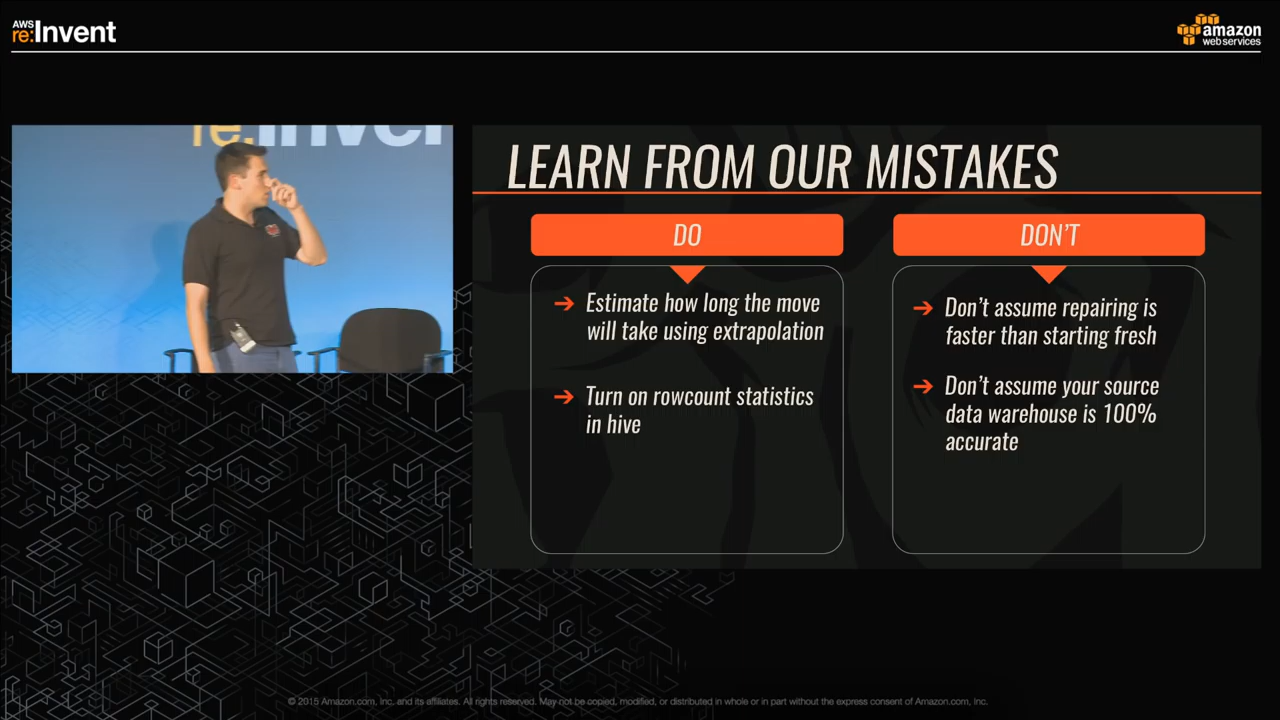 AWS
re:Invent
amazon
web services
re:Inven
LEARN FROM OUR MISTAKES
DO
➔ Estimate how long the move
will take using extrapolation
➔ Turn on rowcount statistics
in hive
DON'T
➔ Don't assume repairing is
faster than starting fresh
➔ Don't assume your source
data warehouse is 100%
accurate
© 2015 Amazon.com, Inc. and its affiliates. All rights reserved. May not be copied, modified, or distributed in whole or in part without the express consent of Amazon.com, Inc.